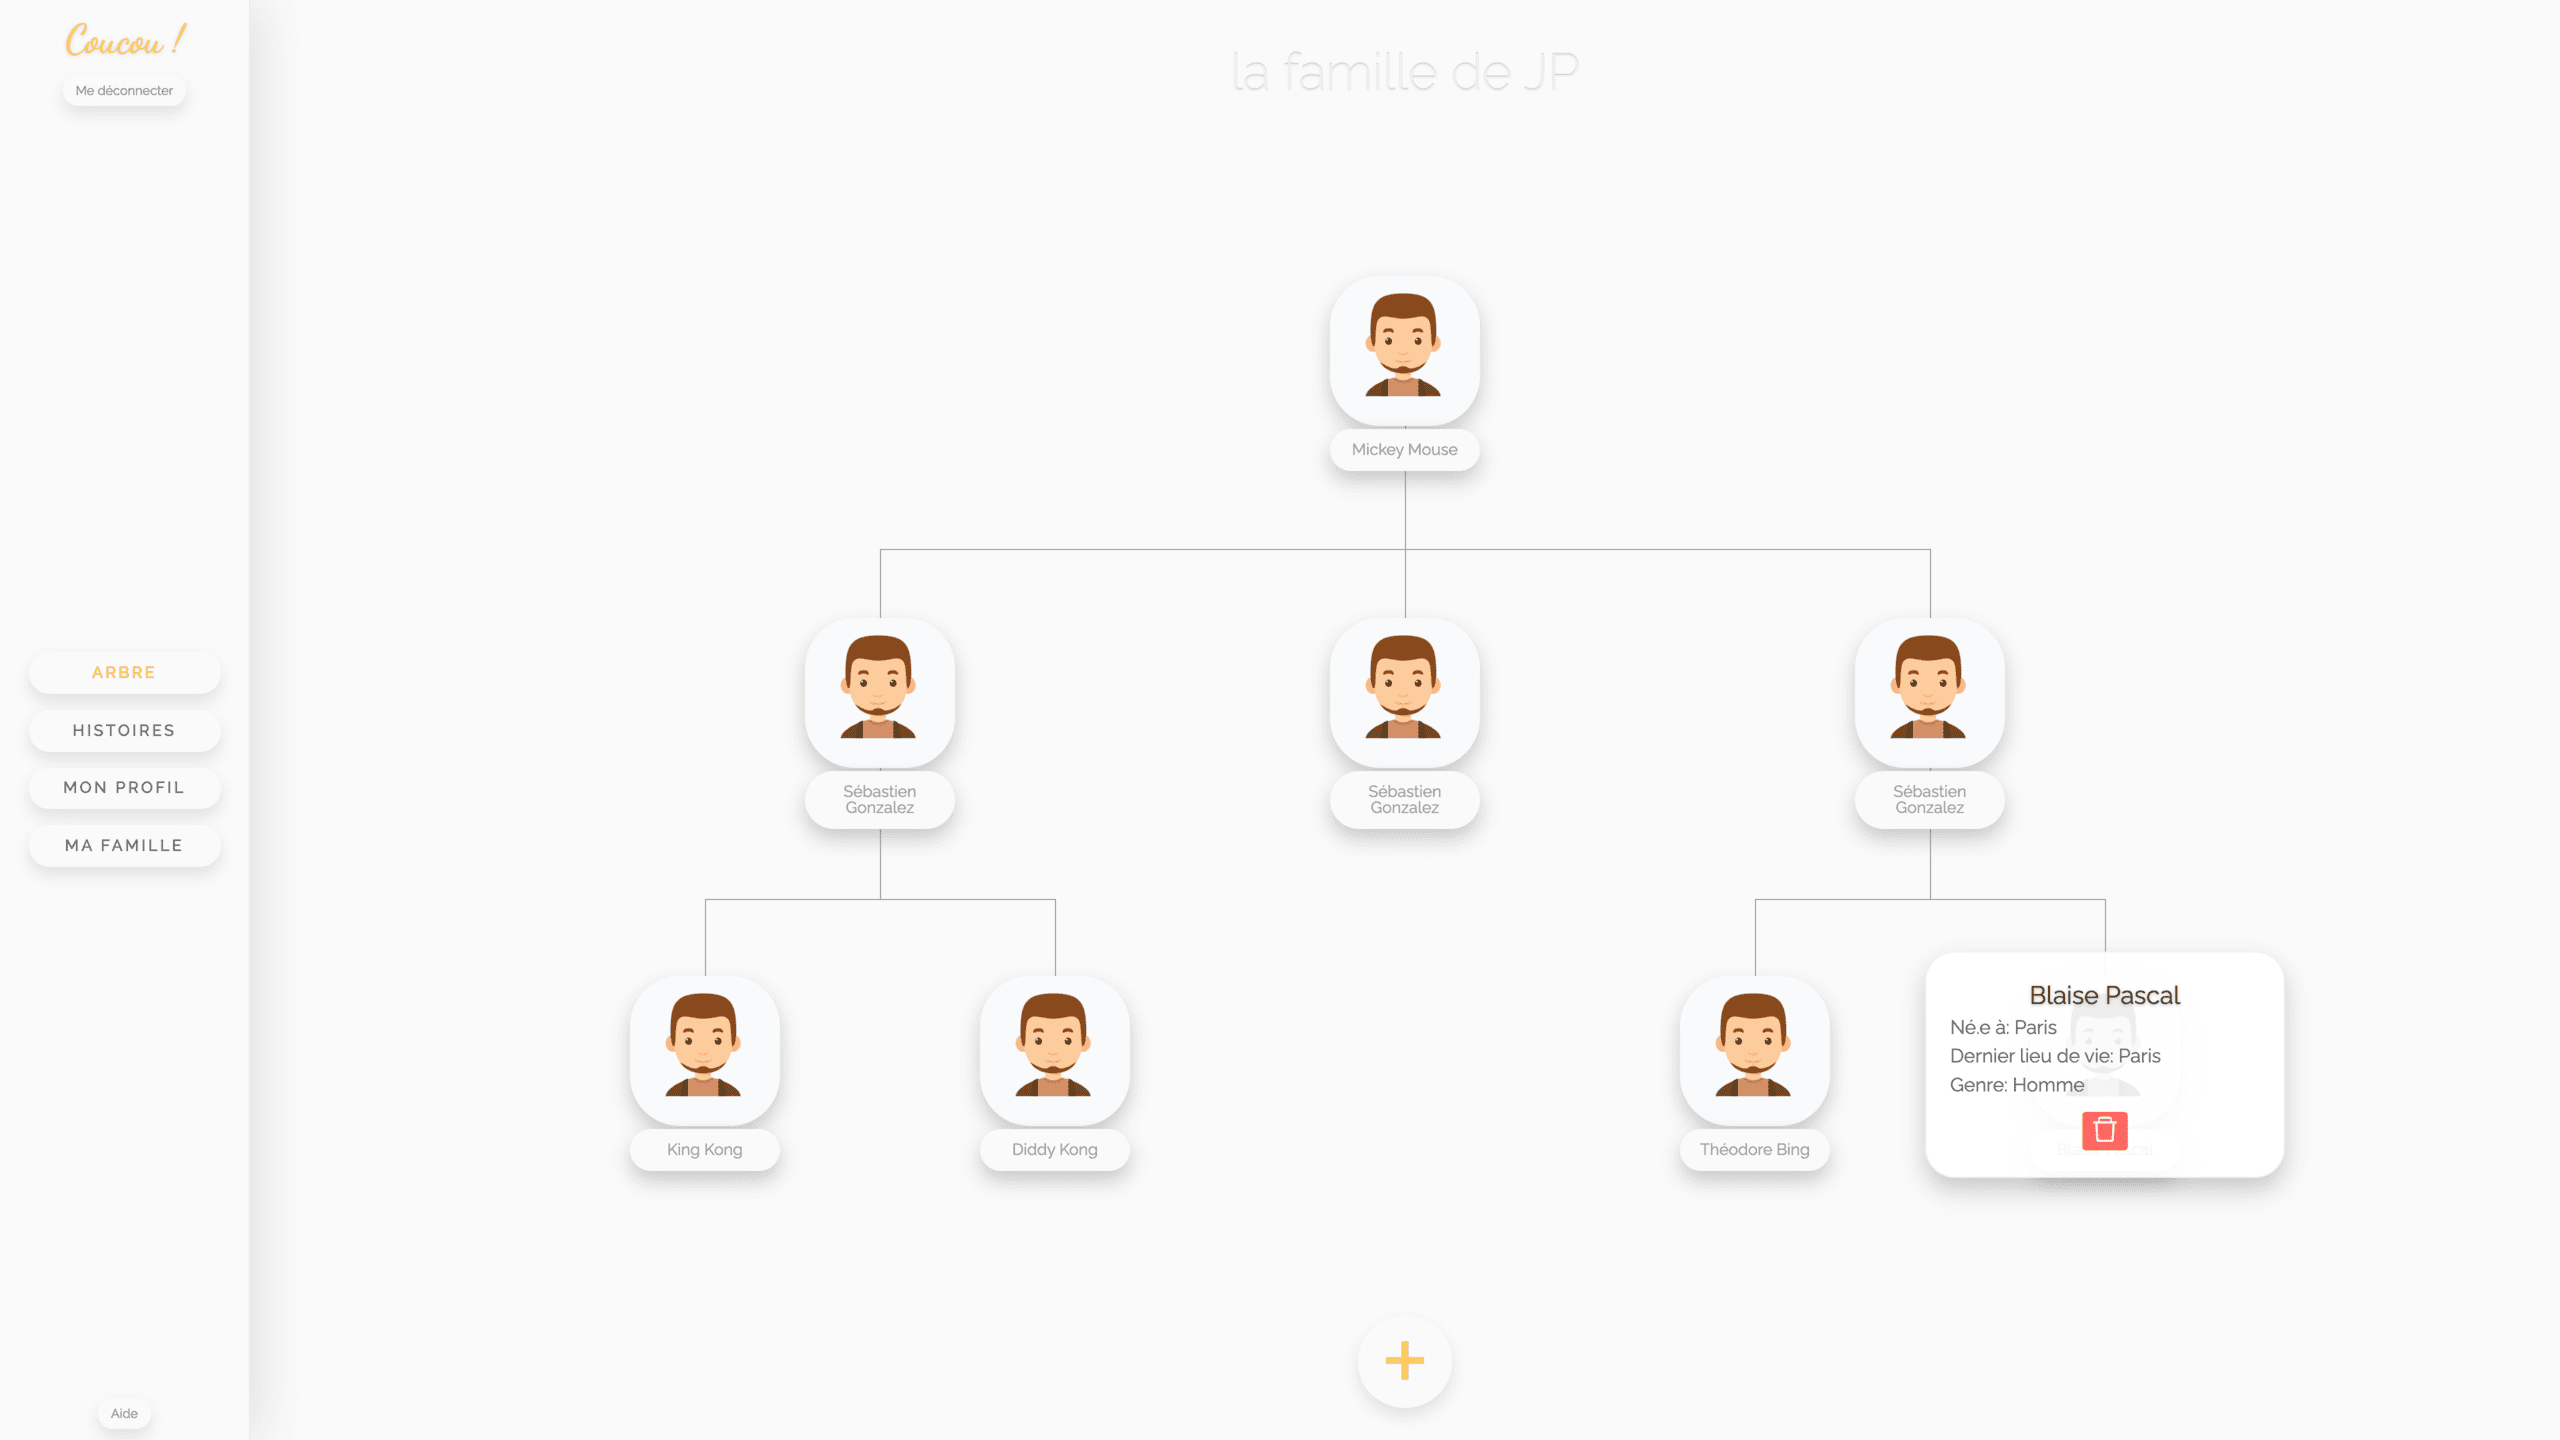 Coucou !
Me déconnecter
la famille de JP
Mickey Mouse
ARBRE
HISTOIRES
MON PROFIL
MA FAMILLE
Sébastien
Gonzalez
Sébastien
Gonzalez
Sébastien
Gonzalez
King Kong
Diddy Kong
Théodore Bing
Blaise Pascal
Né.e à: Paris
Dernier lieu de vie: Paris
Genre: Homme
Aide